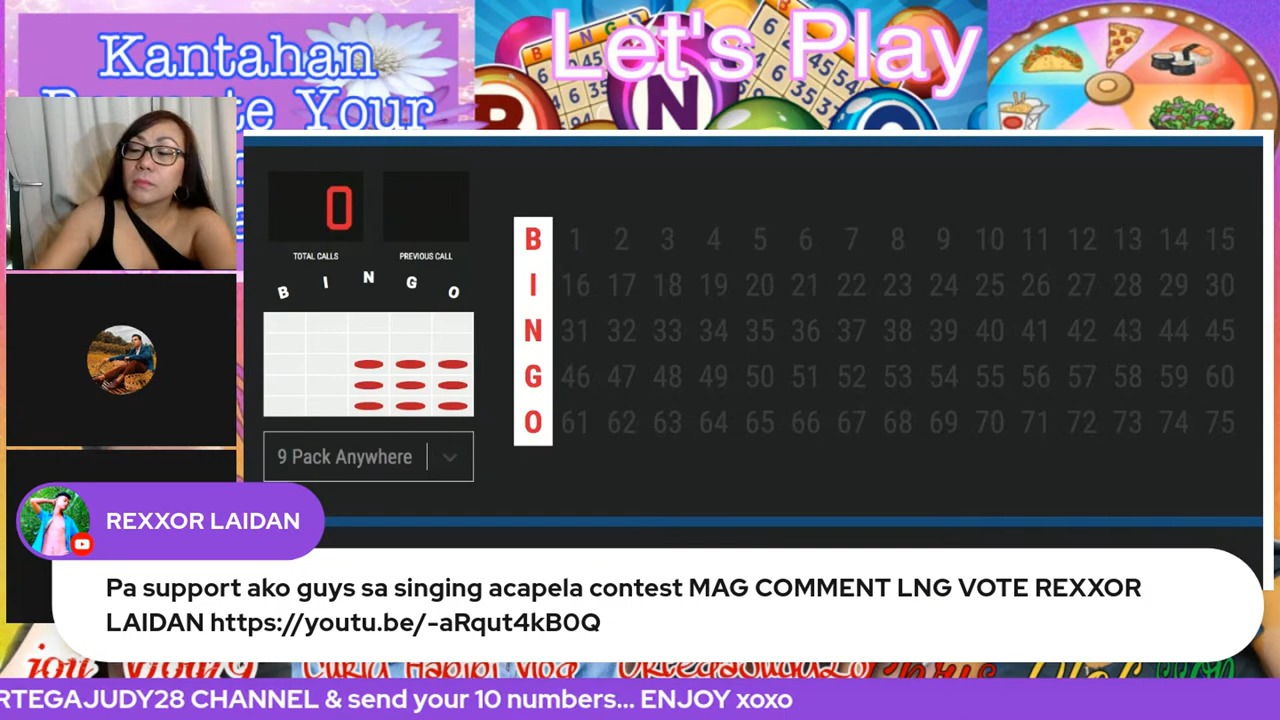 Kantahan
Let's Play
te Your
0
TOTAL CALLS
PREVIOUS CALL
B I N G O
B 1 2 3 4 5 6 7 8 9 10 11 12 13 14 15
I 16 17 18 19 20 21 22 23 24 25 26 27 28 29 30
N 31 32 33 34 35 36 37 38 39 40 41 42 43 44 45
G 46 47 48 49 50 51 52 53 54 55 56 57 58 59 60
O 61 62 63 64 65 66 67 68 69 70 71 72 73 74 75
9 Pack Anywhere
REXXOR LAIDAN
Pa support ako guys sa singing acapela contest MAG COMMENT LNG VOTE REXXOR
LAIDAN https://youtu.be/-aRqut4kB0Q
RTEGAJUDY28 CHANNEL & send your 10 numbers... ENJOY xoxo